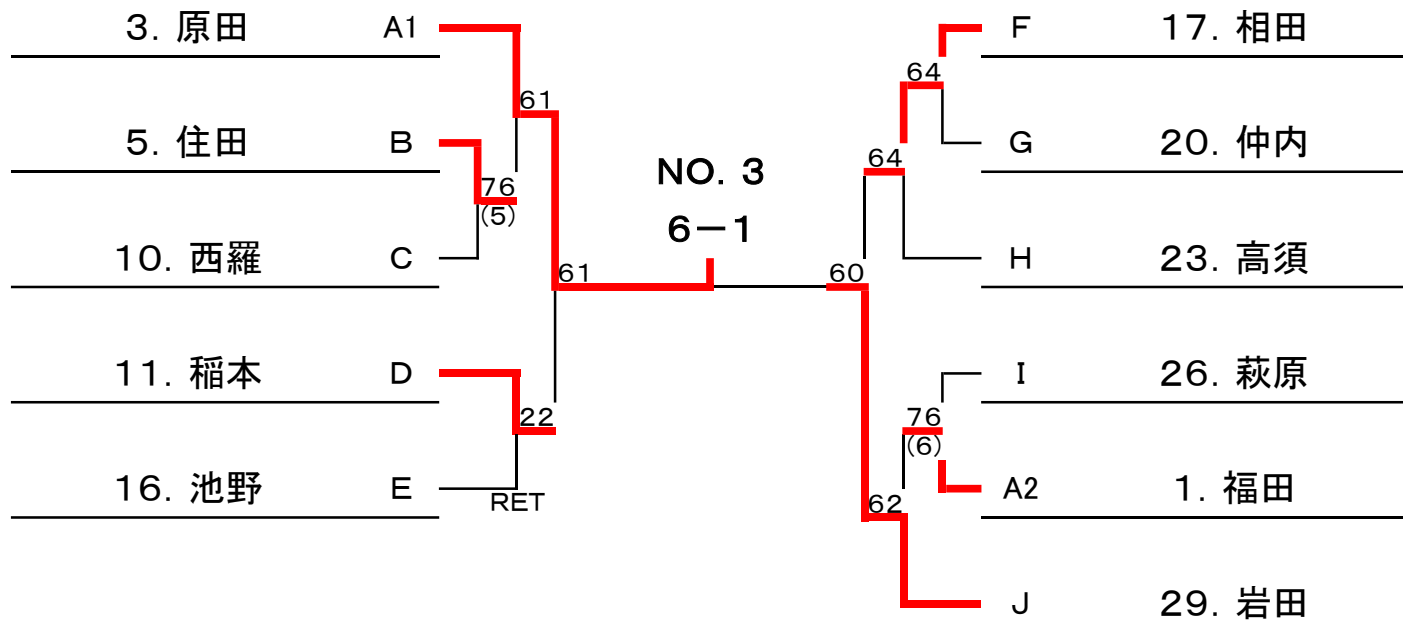 3. 原田 A1
F 17. 相田
64
61
5. 住田 B
G 20. 仲内
64
NO. 3
76
(5)
6－1
10. 西羅 C
H 23. 高須
61
60
11. 稲本 D
I 26. 萩原
22
76
(6)
16. 池野 E
RET
A2 1. 福田
62
J 29. 岩田